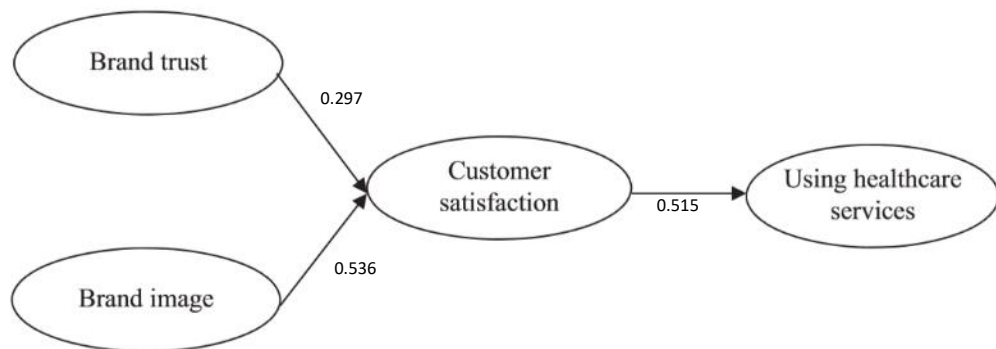 Brand trust
0.297
Customer
satisfaction
0.515
Using healthcare
services
0.536
Brand image